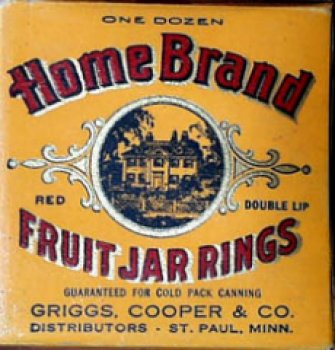 ONE DOZEN
Home Brand
RED DOUBLE LIP
FRUIT JAR RINGS
GUARANTEED FOR COLD PACK CANNING
GRIGGS, COOPER & CO.
DISTRIBUTORS - ST. PAUL, MINN.